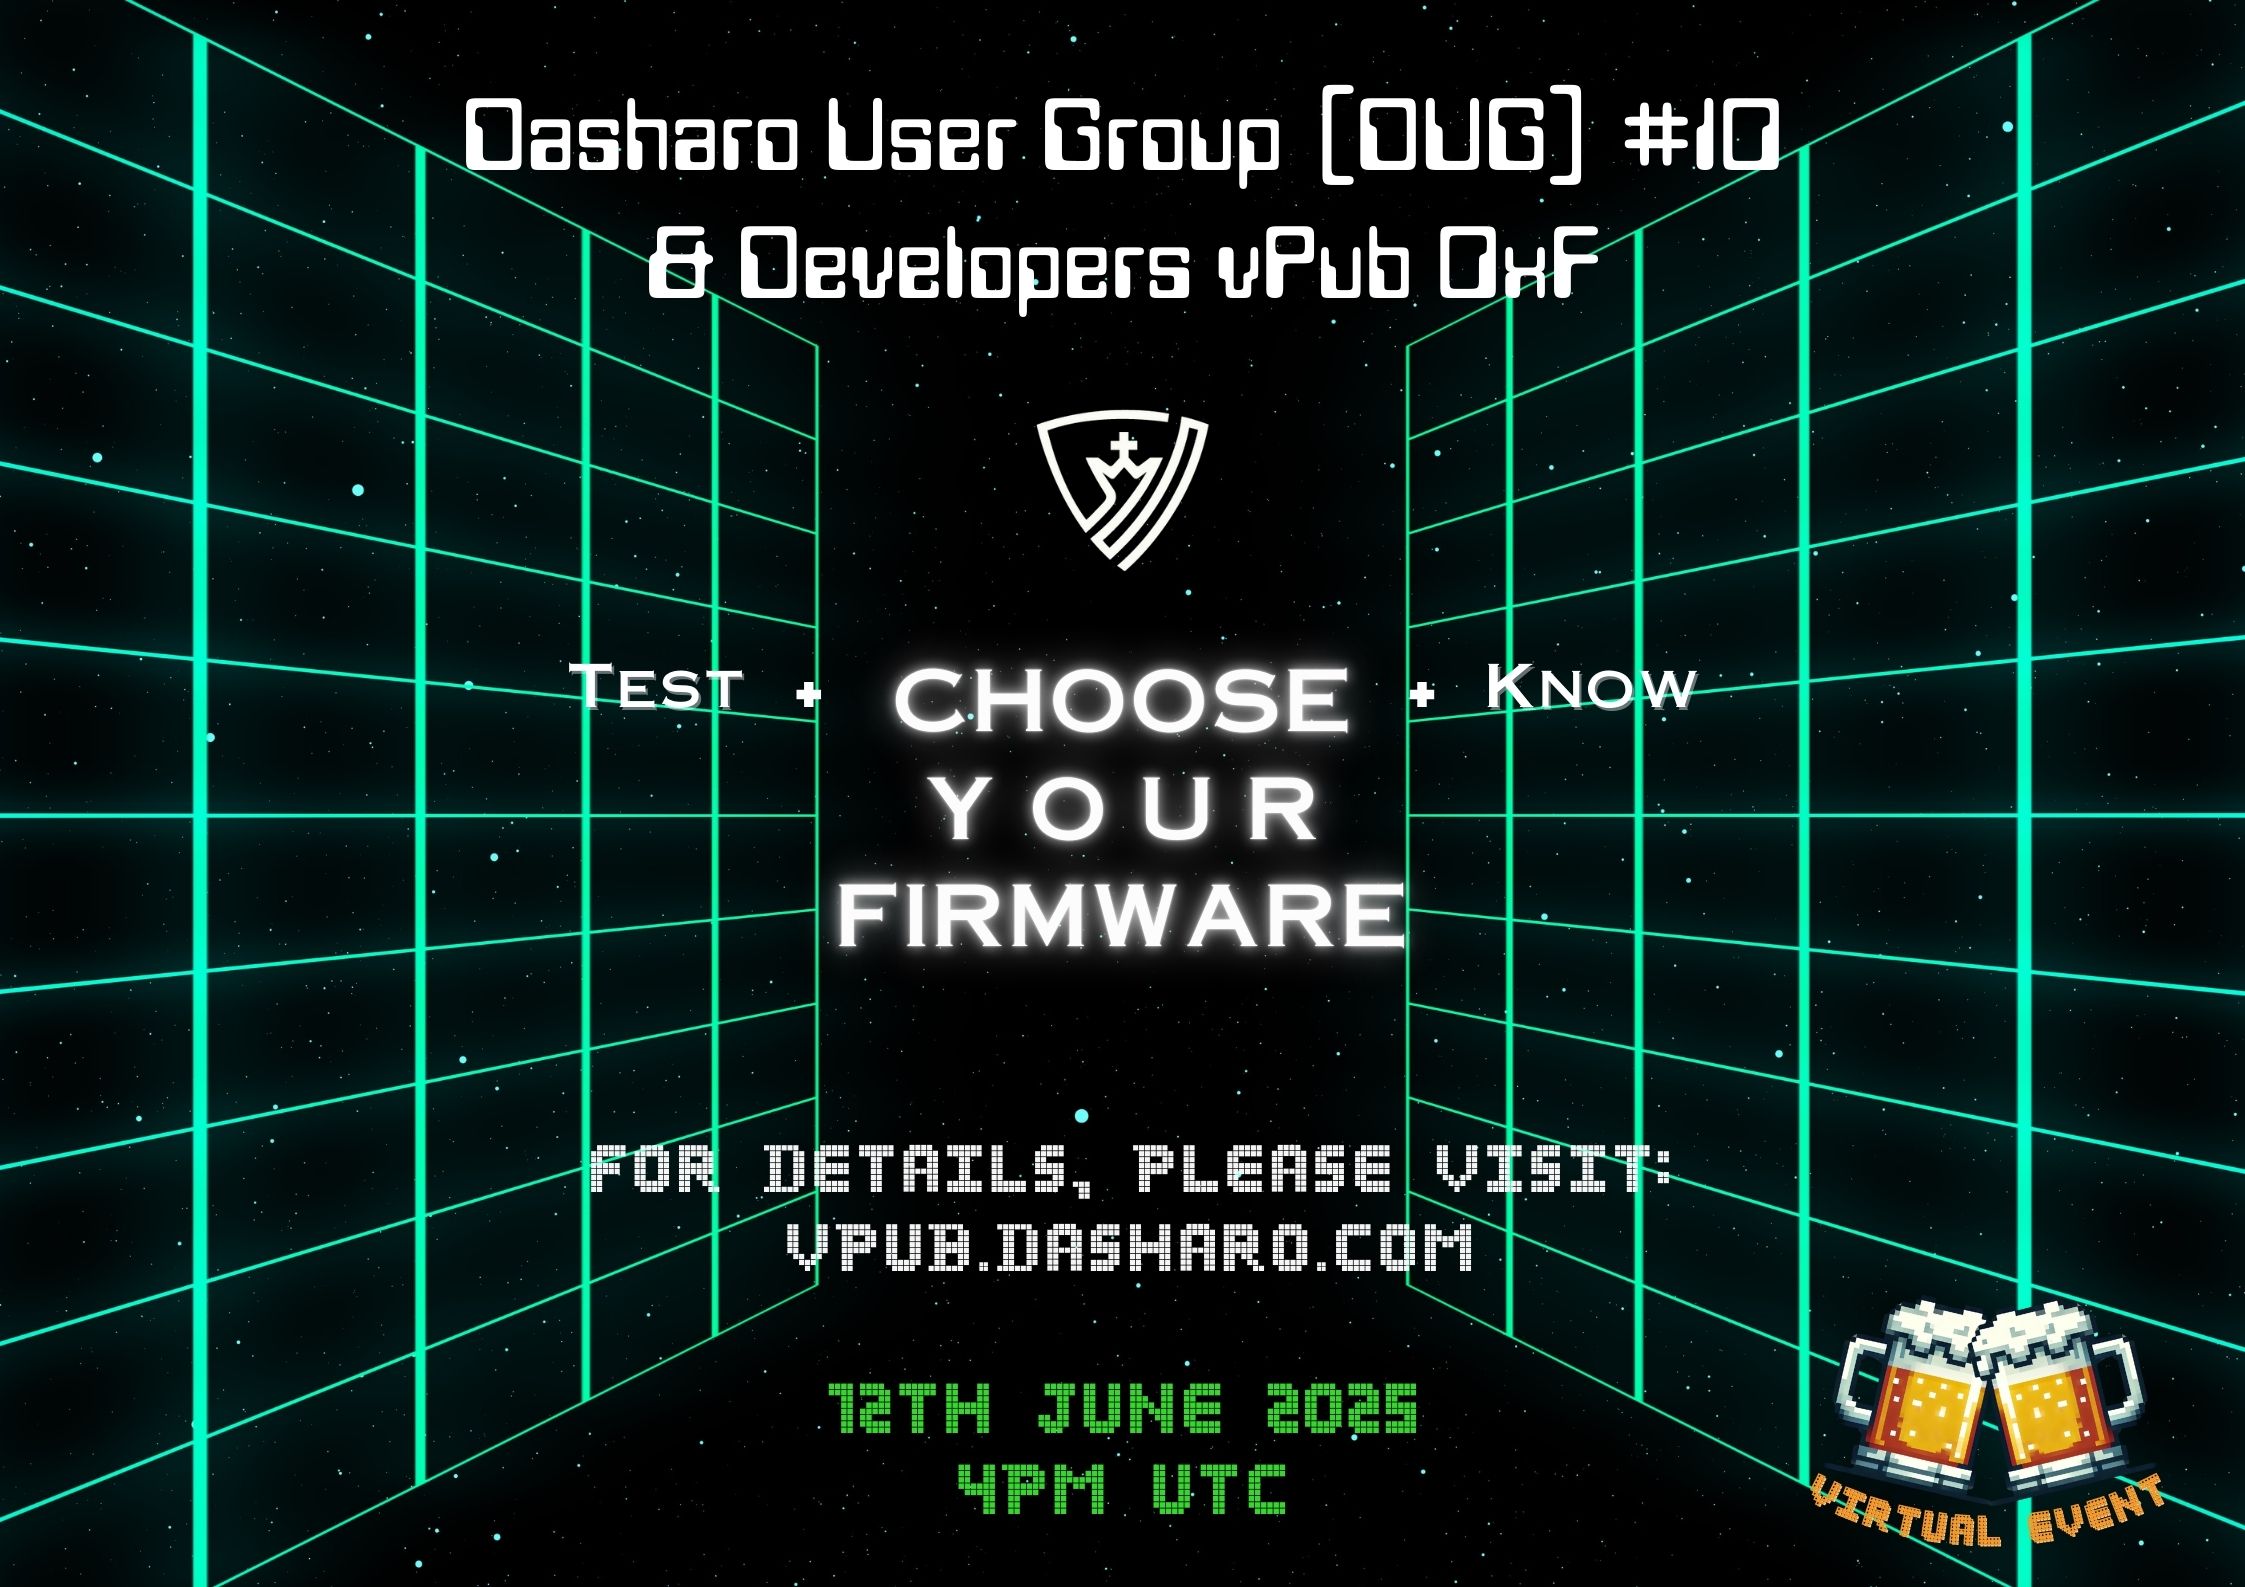 Dasharo User Group (DUG) #10
& Developers vPub 0xF
Test + CHOOSE + Know
YOUR
FIRMWARE
FOR DETAILS, PLEASE VISIT:
VPUB.DASHARO.COM
12TH JUNE 2025
4PM UTC
VIRTUAL EVENT